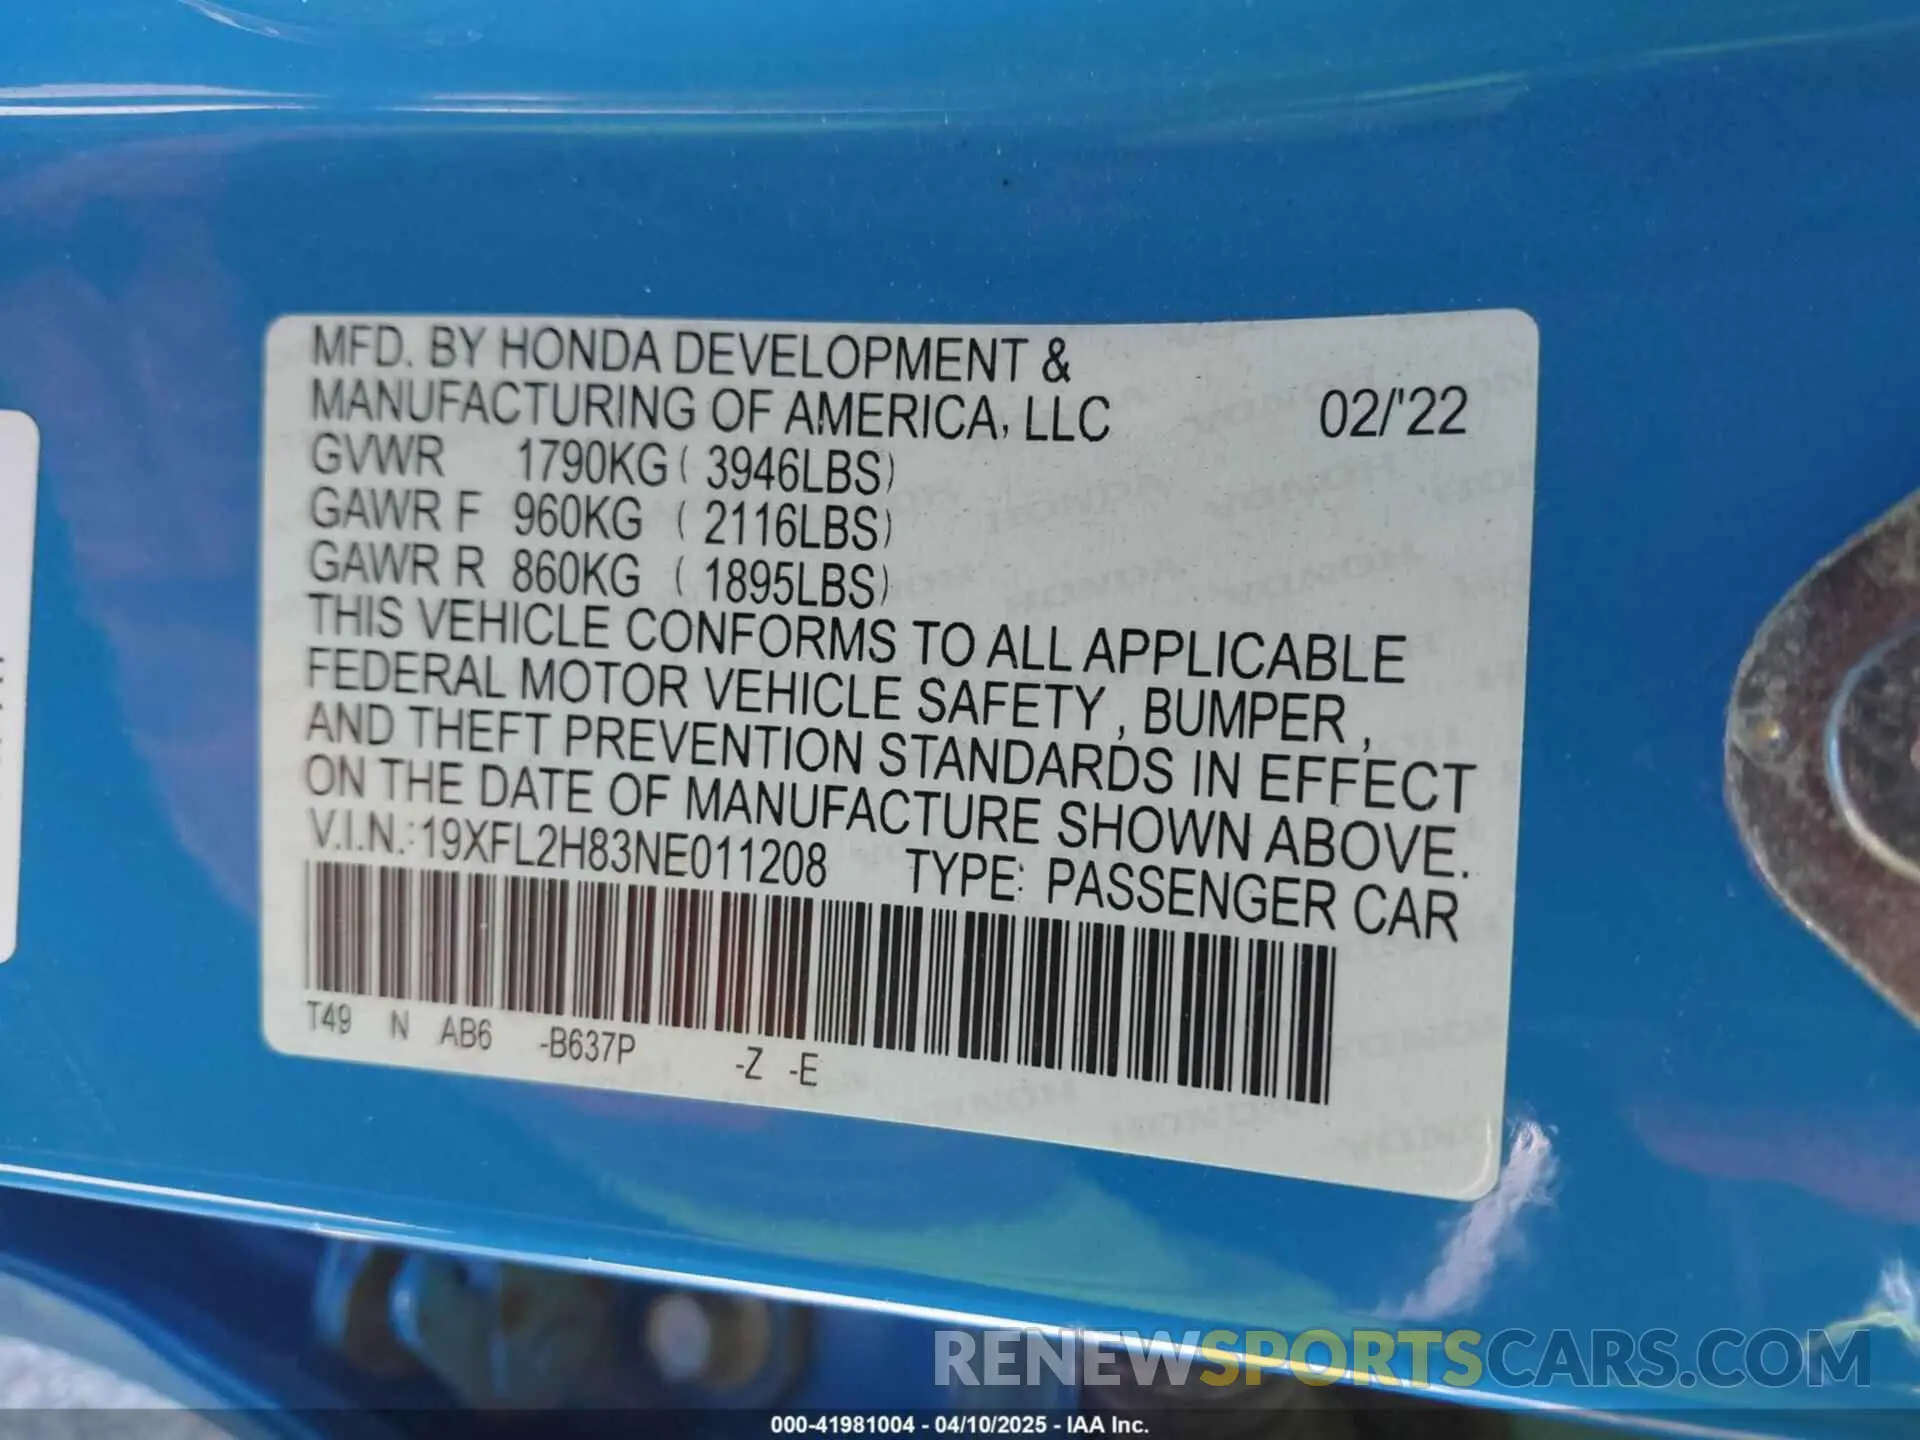 MFD. BY HONDA DEVELOPMENT &
MANUFACTURING OF AMERICA, LLC 02/'22
GVWR 1790KG ( 3946LBS)
GAWR F 960KG ( 2116LBS)
GAWR R 860KG ( 1895LBS)
THIS VEHICLE CONFORMS TO ALL APPLICABLE
FEDERAL MOTOR VEHICLE SAFETY , BUMPER ,
AND THEFT PREVENTION STANDARDS IN EFFECT
ON THE DATE OF MANUFACTURE SHOWN ABOVE.
V.I.N.: 19XFL2H83NE011208 TYPE: PASSENGER CAR
T49 N AB6 -B637P -Z -E
RENEWSPORTSCARS.COM
000-41981004 - 04/10/2025 - IAA Inc.